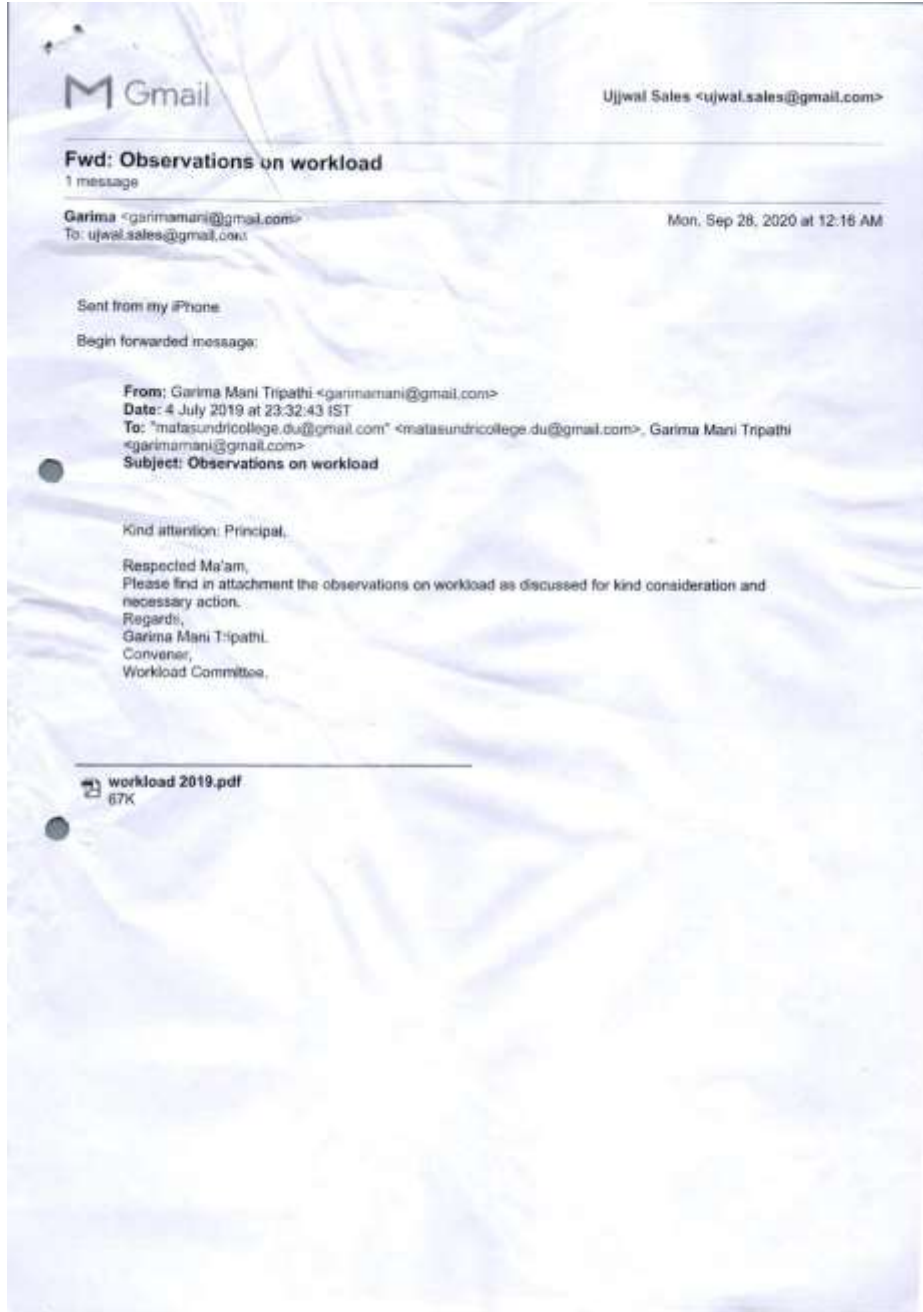 Gmail
Ujjwal Sales <ujwal.sales@gmail.com>
Fwd: Observations on workload
1 message
Garima <garimamani@gmail.com>
Mon, Sep 28, 2020 at 12:16 AM
To: ujwal.sales@gmail.com
Sent from my iPhone
Begin forwarded message:
From: Garima Mani Tripathi <garimamani@gmail.com>
Date: 4 July 2019 at 23:32:43 IST
To: "matasundricollege.du@gmail.com" <matasundricollege.du@gmail.com>, Garima Mani Tripathi
<garimamani@gmail.com>
Subject: Observations on workload
Kind attention: Principal,
Respected Ma'am,
Please find in attachment the observations on workload as discussed for kind consideration and
necessary action.
Regards,
Garima Mani Tripathi.
Convener,
Workload Committee.
workload 2019.pdf
67K